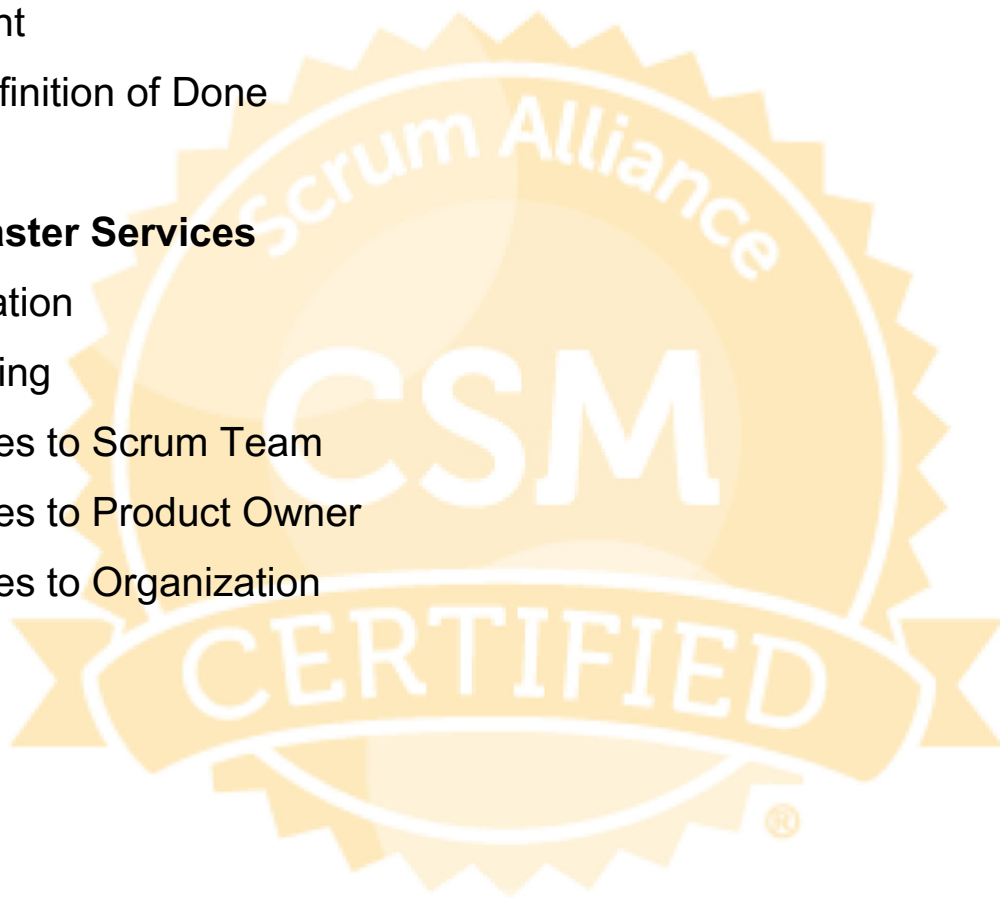 nt
finition of Done
aster Services
ation
ing
es to Scrum Team
es to Product Owner
es to Organization
Scrum Alliance
CSM
CERTIFIED
®